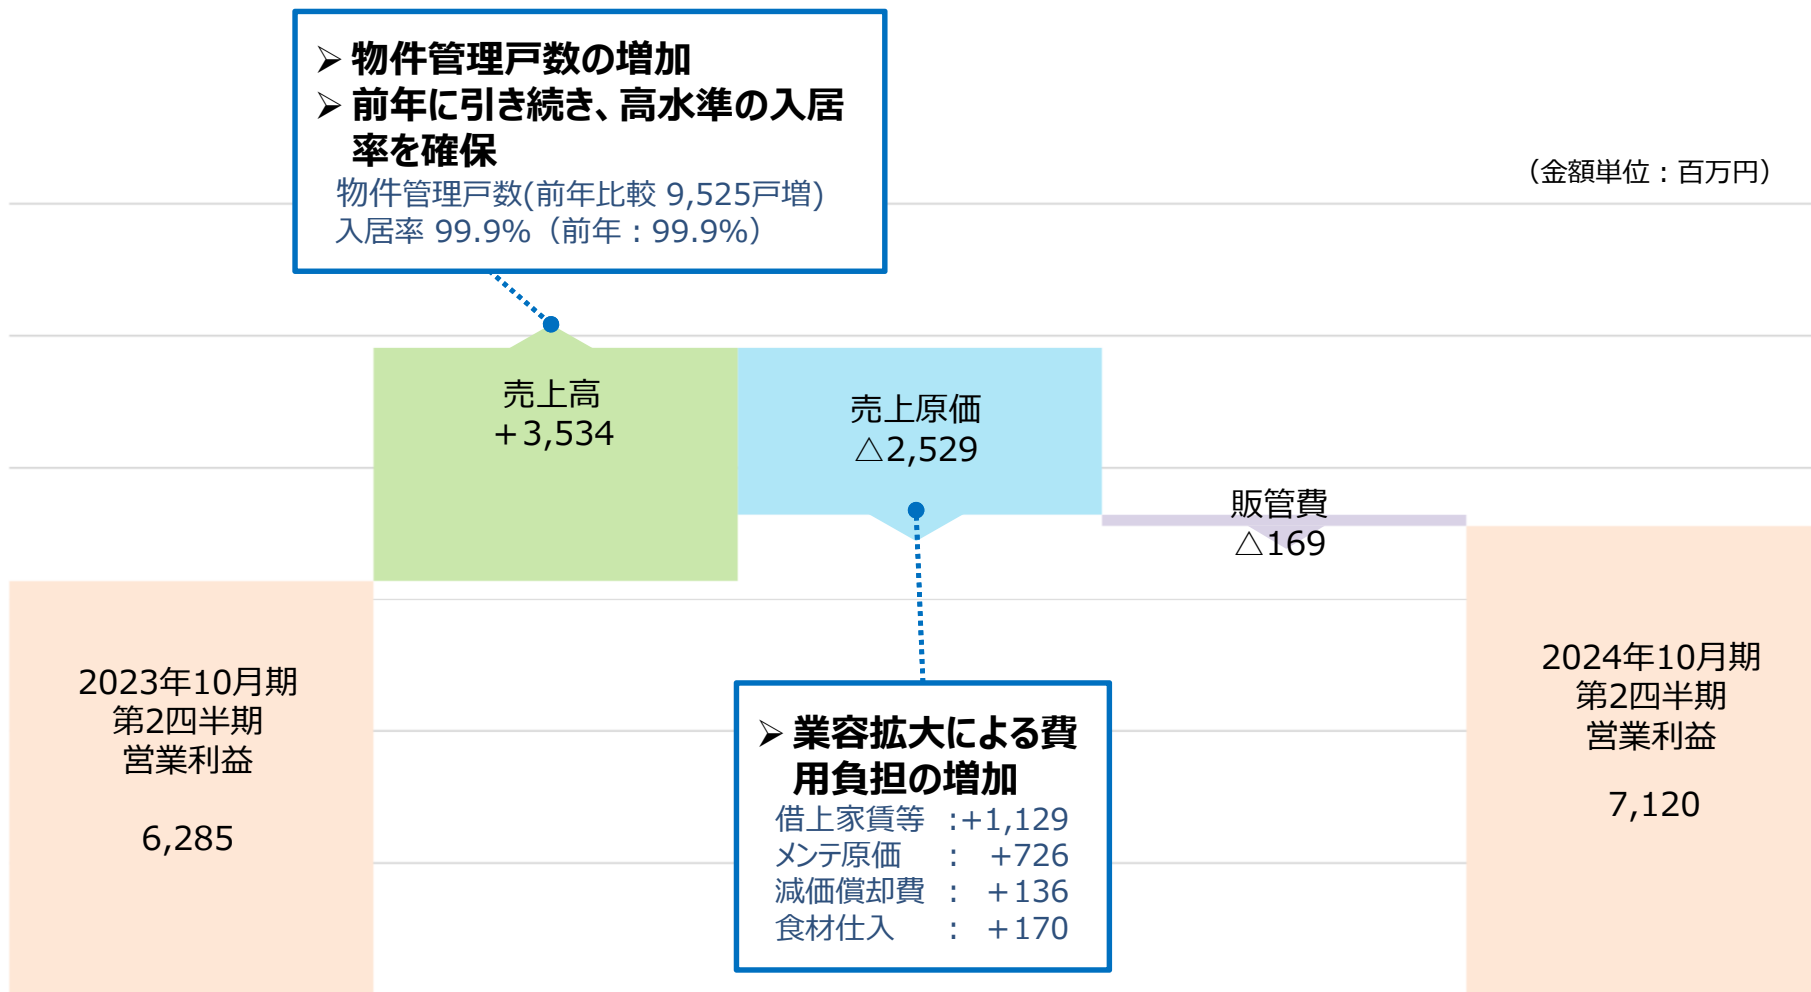 ➢ 物件管理戸数の増加
➢ 前年に引き続き、高水準の入居
率を確保
物件管理戸数(前年比較 9,525戸増)
入居率 99.9%（前年：99.9%）
（金額単位：百万円）
売上高
+3,534
売上原価
△2,529
販管費
△169
2023年10月期
第2四半期
営業利益
6,285
➢ 業容拡大による費
用負担の増加
借上家賃等 :+1,129
メンテ原価 : +726
減価償却費 : +136
食材仕入 : +170
2024年10月期
第2四半期
営業利益
7,120